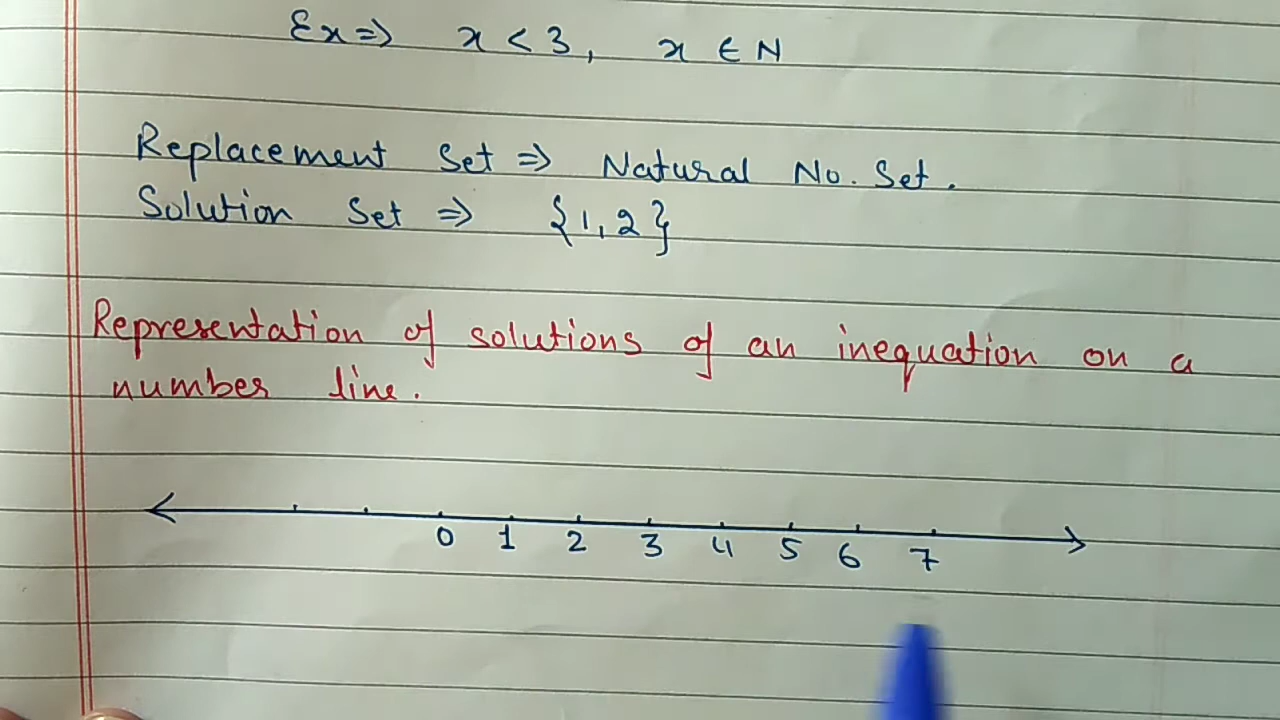 Ex ⇒ x < 3, x ∈ N
Replacement Set ⇒ Natural No. Set.
Solution Set ⇒ {1, 2}
Representation of solutions of an inequation on a
number line.
0 1 2 3 4 5 6 7